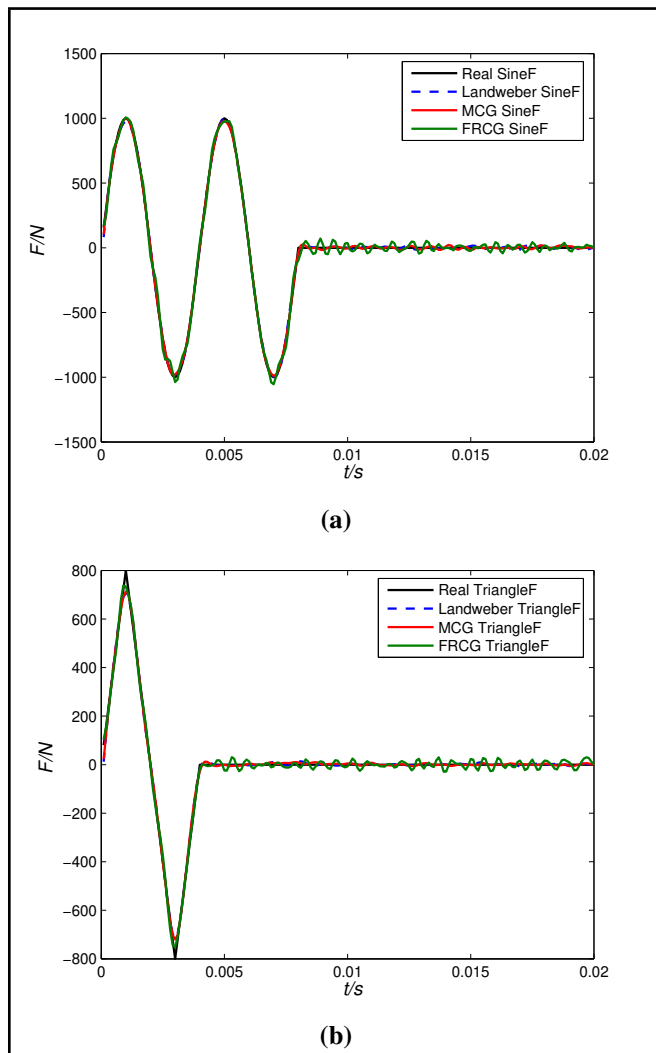 1500
1000
500
0
−500
−1000
−1500
F/N
Real SineF
Landweber SineF
MCG SineF
FRCG SineF
0
0.005
0.01
0.015
0.02
t/s
(a)
800
600
400
200
0
−200
−400
−600
−800
F/N
Real TriangleF
Landweber TriangleF
MCG TriangleF
FRCG TriangleF
0
0.005
0.01
0.015
0.02
t/s
(b)